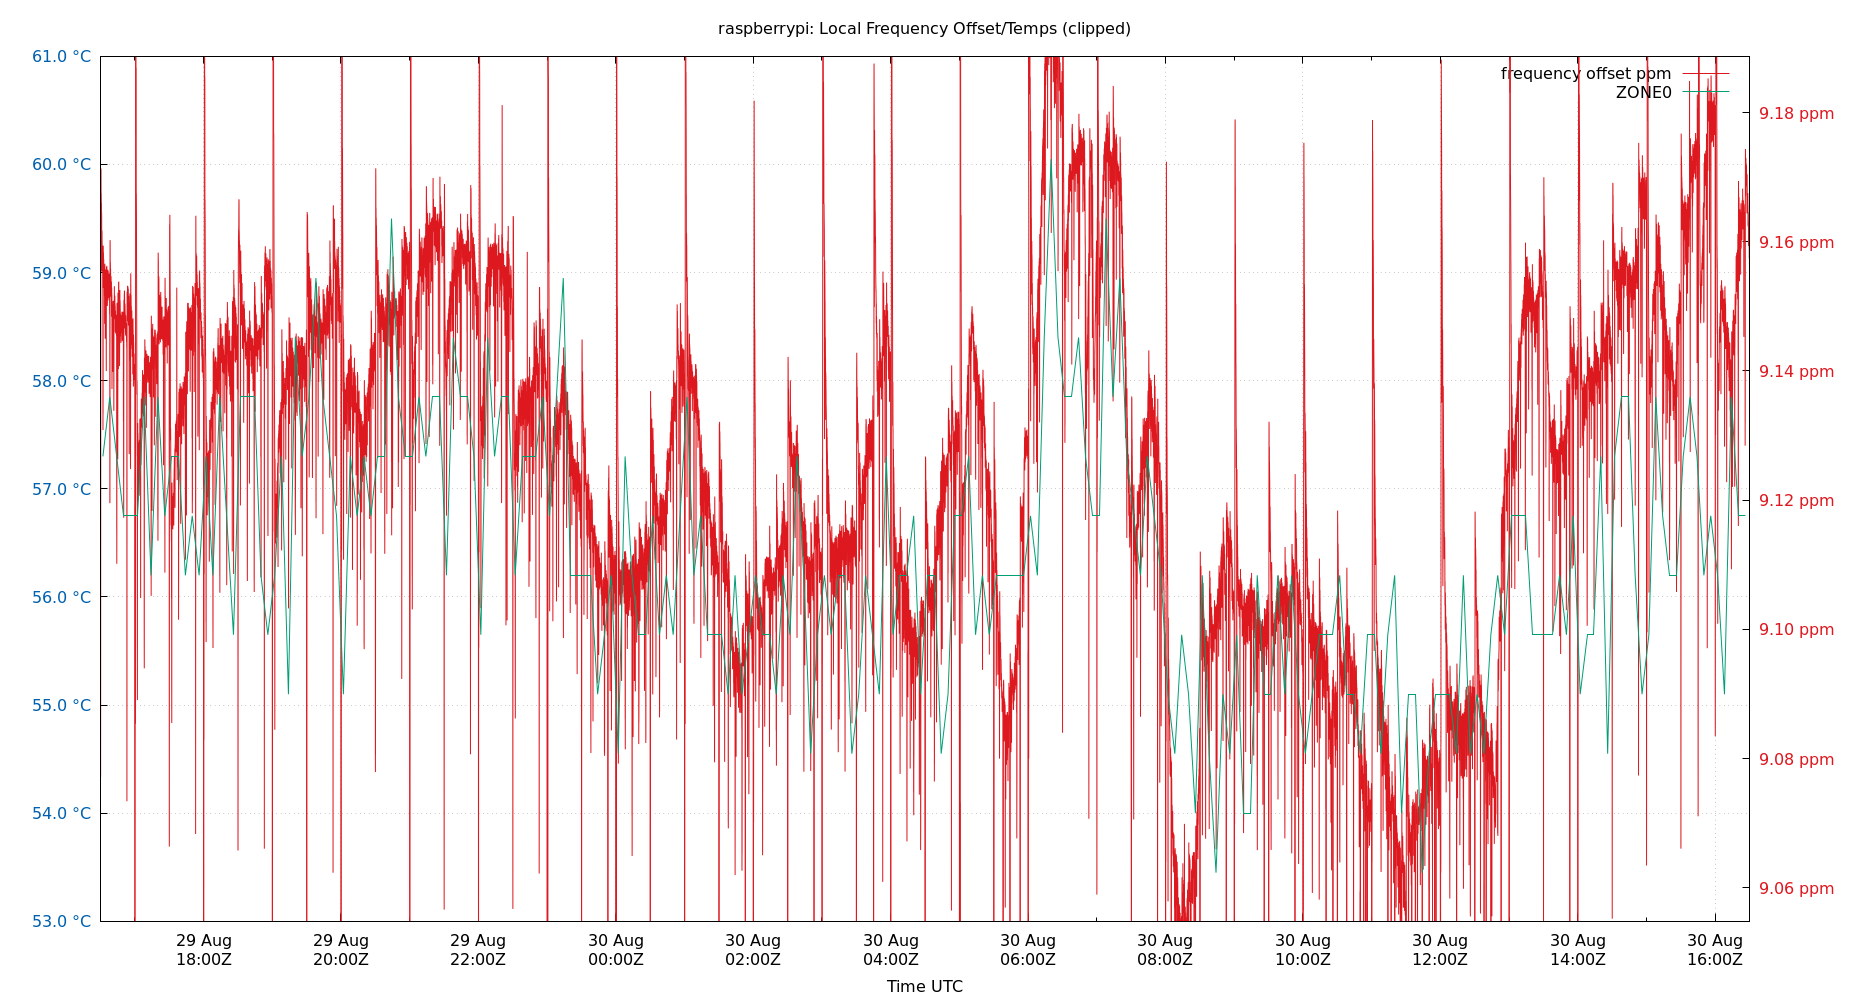 raspberrypi: Local Frequency Offset/Temps (clipped)
61.0 °C
60.0 °C
59.0 °C
58.0 °C
57.0 °C
56.0 °C
55.0 °C
54.0 °C
53.0 °C
frequency offset ppm
ZONE0
9.18 ppm
9.16 ppm
9.14 ppm
9.12 ppm
9.10 ppm
9.08 ppm
9.06 ppm
29 Aug
18:00Z
29 Aug
20:00Z
29 Aug
22:00Z
30 Aug
00:00Z
30 Aug
02:00Z
30 Aug
04:00Z
30 Aug
06:00Z
30 Aug
08:00Z
30 Aug
10:00Z
30 Aug
12:00Z
30 Aug
14:00Z
30 Aug
16:00Z
Time UTC